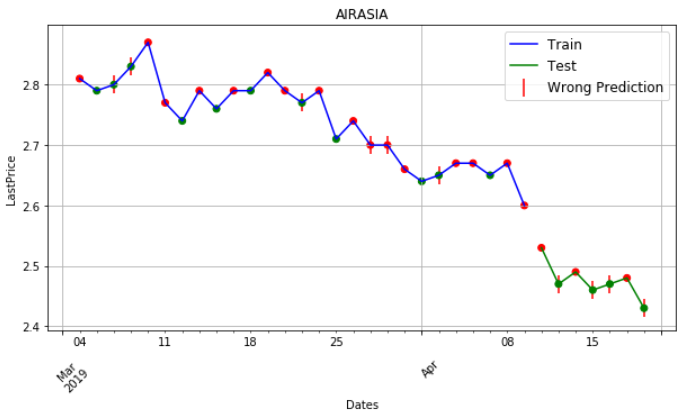 AIRASIA
Train
Test
Wrong Prediction
LastPrice
2.8
2.7
2.6
2.5
2.4
04
11
18
25
08
15
Mar
2019
Apr
Dates